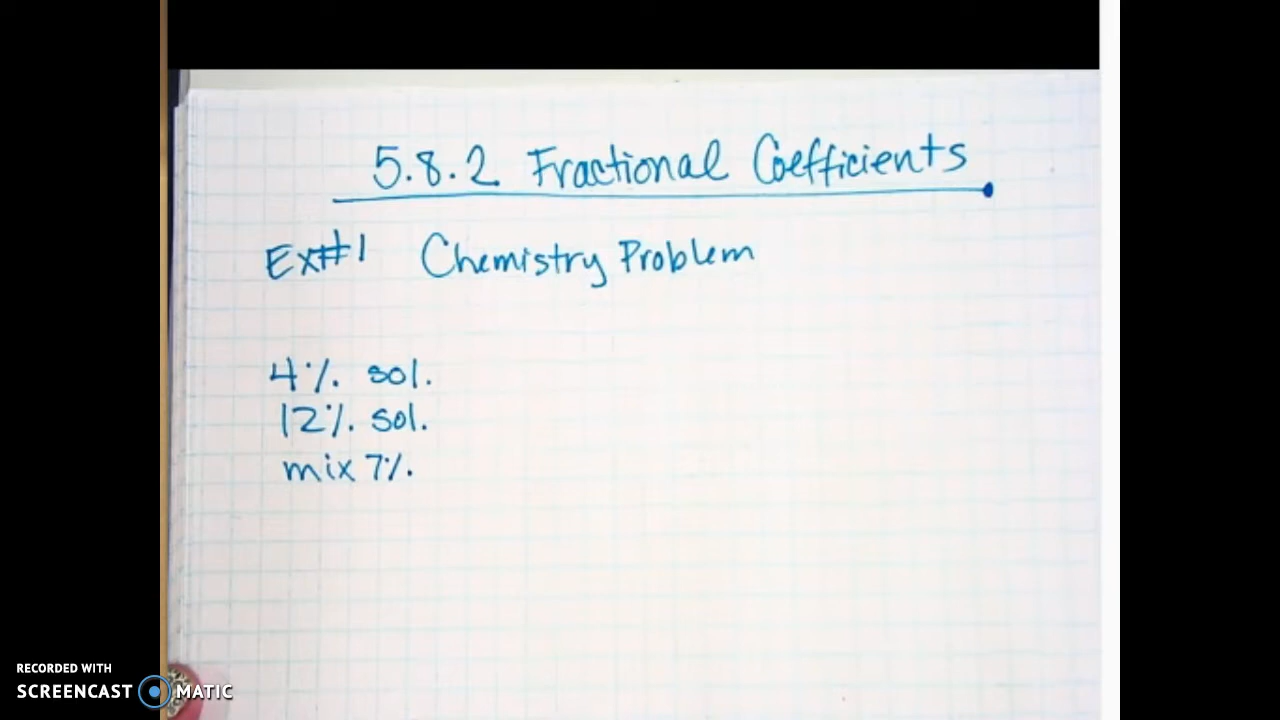 5.8.2 Fractional Coefficients
Ex#1 Chemistry Problem
4% sol.
12% sol.
mix 7%.
RECORDED WITH
SCREENCAST MATIC